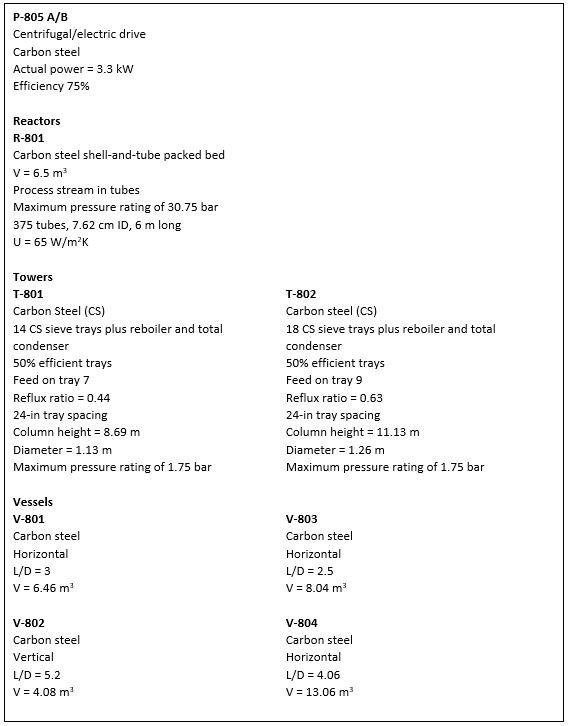 P-805 A/B
Centrifugal/electric drive
Carbon steel
Actual power = 3.3 kW
Efficiency 75%
Reactors
R-801
Carbon steel shell-and-tube packed bed
V = 6.5 m³
Process stream in tubes
Maximum pressure rating of 30.75 bar
375 tubes, 7.62 cm ID, 6 m long
U = 65 W/m²K
Towers
T-801
Carbon Steel (CS)
14 CS sieve trays plus reboiler and total
condenser
50% efficient trays
Feed on tray 7
Reflux ratio = 0.44
24-in tray spacing
Column height = 8.69 m
Diameter = 1.13 m
Maximum pressure rating of 1.75 bar
T-802
Carbon steel (CS)
18 CS sieve trays plus reboiler and total
condenser
50% efficient trays
Feed on tray 9
Reflux ratio = 0.63
24-in tray spacing
Column height = 11.13 m
Diameter = 1.26 m
Maximum pressure rating of 1.75 bar
Vessels
V-801
Carbon steel
Horizontal
L/D = 3
V = 6.46 m³
V-803
Carbon steel
Horizontal
L/D = 2.5
V = 8.04 m³
V-802
Carbon steel
Vertical
L/D = 5.2
V = 4.08 m³
V-804
Carbon steel
Horizontal
L/D = 4.06
V = 13.06 m³